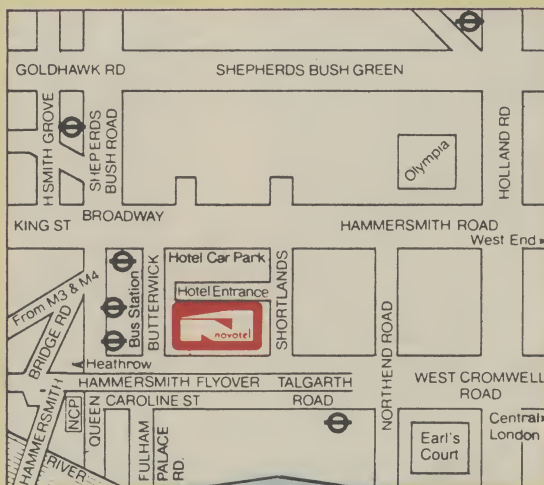 GOLDHAWK RD
SHEPHERDS BUSH GREEN
H SMITH GROVE
SHEPERDS
BUSH ROAD
Olympia
HOLLAND RD
KING ST
BROADWAY
HAMMERSMITH ROAD
West End
From M3 & M4
BRIDGE RD
Bus Station
BUTTERWICK
Hotel Car Park
Hotel Entrance
novotel
SHORTLANDS
NORTHEND ROAD
Heathrow
HAMMERSMITH FLYOVER
TALGARTH
ROAD
WEST CROMWELL
ROAD
HAMMERSMITH
NCP
QUEEN
CAROLINE ST
FULHAM
PALACE
RD.
Earl's
Court
Central
London
RIVER